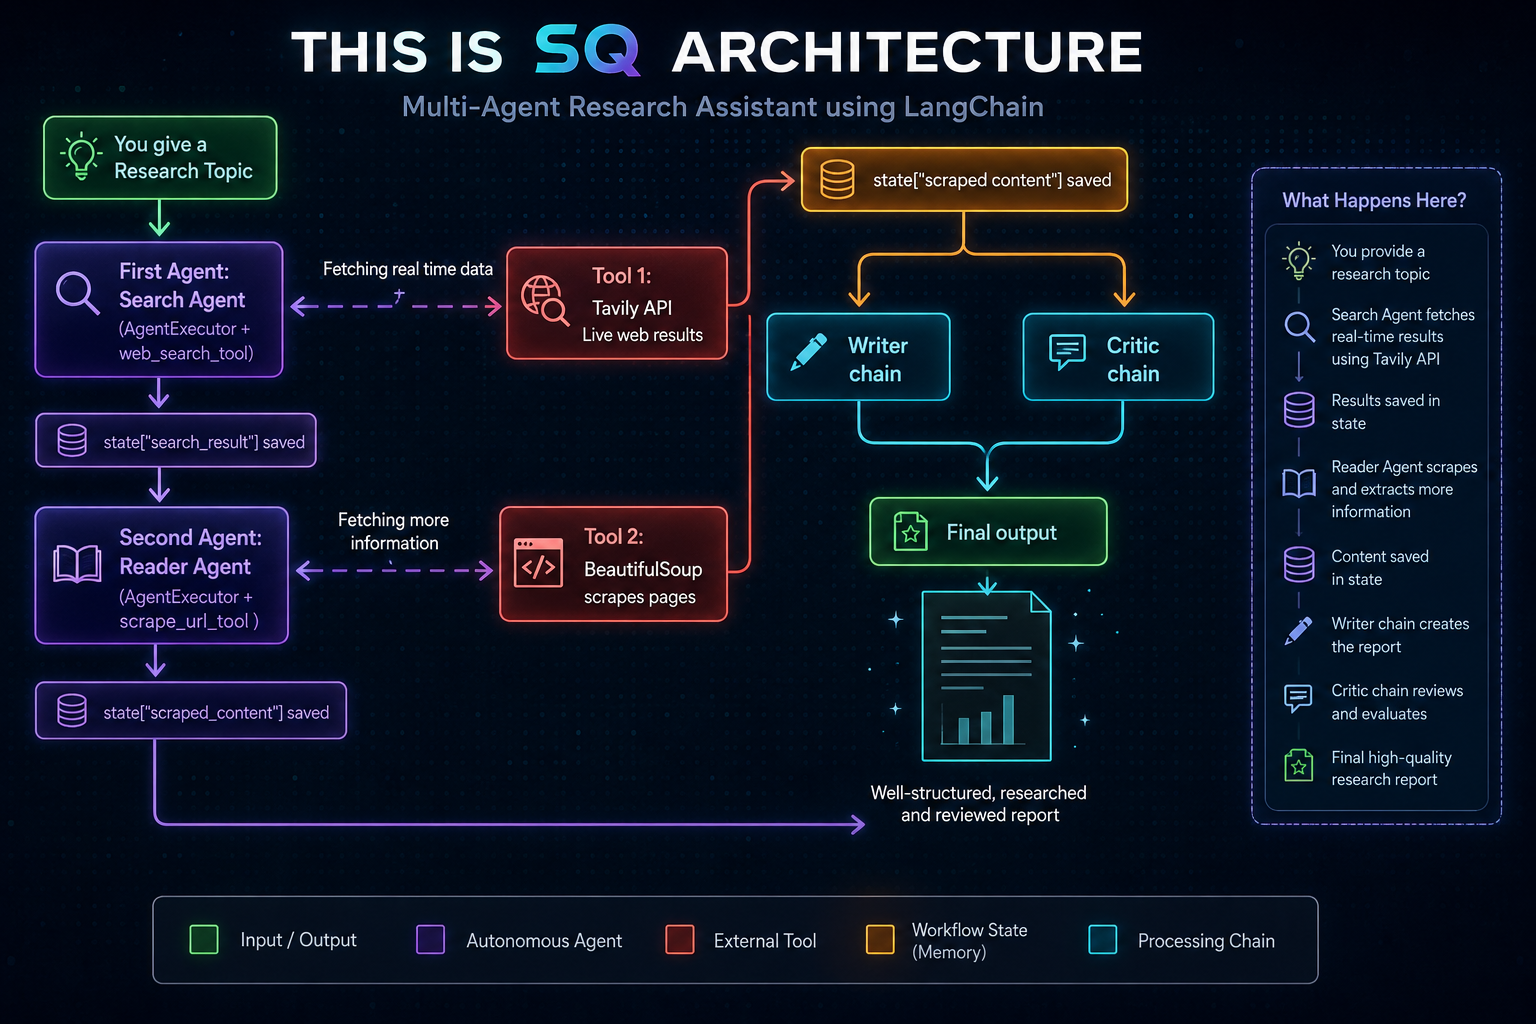 THIS IS SQ ARCHITECTURE
Multi-Agent Research Assistant using LangChain
You give a
Research Topic
First Agent:
Search Agent
(AgentExecutor +
web_search_tool)
Fetching real time data
Tool 1:
Tavily API
Live web results
state["search_result"] saved
Second Agent:
Reader Agent
(AgentExecutor +
scrape_url_tool )
Fetching more
information
Tool 2:
BeautifulSoup
scrapes pages
state["scraped_content"] saved
state["scraped content"] saved
Writer
chain
Critic
chain
Final output
Well-structured, researched
and reviewed report
What Happens Here?
You provide a
research topic
Search Agent fetches
real-time results
using Tavily API
Results saved in
state
Reader Agent scrapes
and extracts more
information
Content saved
in state
Writer chain creates
the report
Critic chain reviews
and evaluates
Final high-quality
research report
Input / Output
Autonomous Agent
External Tool
Workflow State
(Memory)
Processing Chain